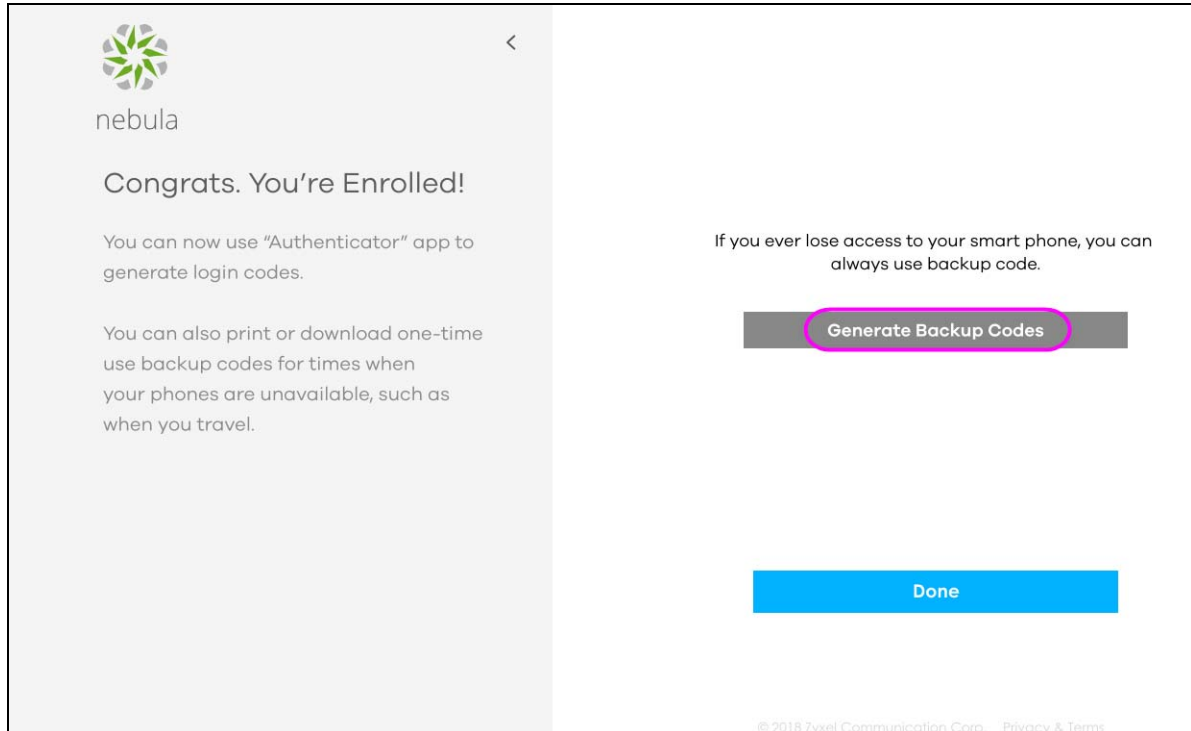 nebula
Congrats. You're Enrolled!
You can now use “Authenticator” app to
generate login codes.
You can also print or download one-time
use backup codes for times when
your phones are unavailable, such as
when you travel.
If you ever lose access to your smart phone, you can
always use backup code.
Generate Backup Codes
Done
© 2018 Zyxel Communication Corp. Privacy & Terms